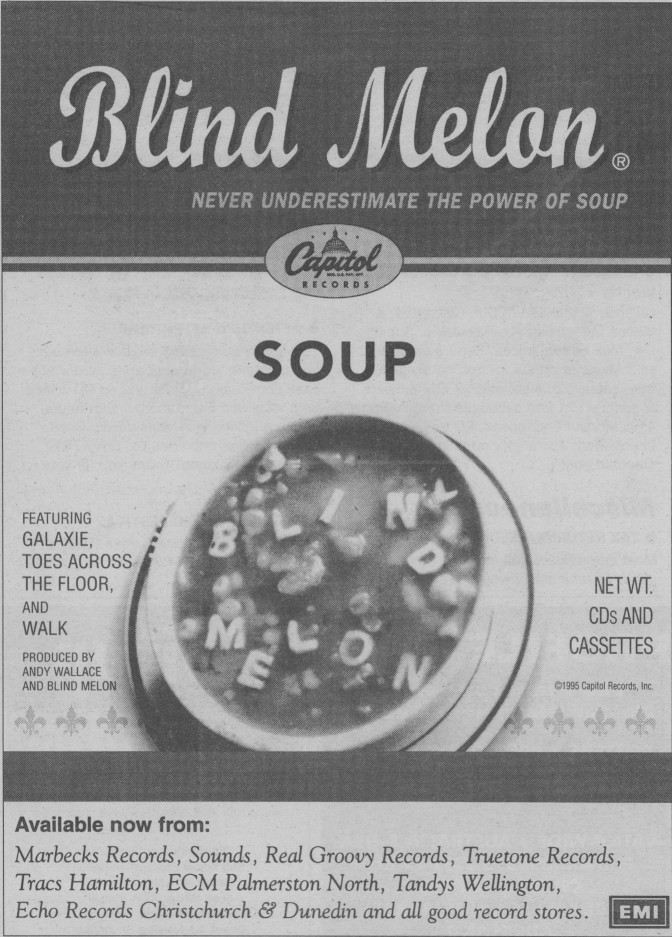 Blind Melon®
NEVER UNDERESTIMATE THE POWER OF SOUP
Capitol
REG. U.S. PAT. OFF.
RECORDS
SOUP
BLIND
MELON
FEATURING
GALAXIE,
TOES ACROSS
THE FLOOR,
AND
WALK
PRODUCED BY
ANDY WALLACE
AND BLIND MELON
NET WT.
CDs AND
CASSETTES
©1995 Capitol Records, Inc.
Available now from:
Marbecks Records, Sounds, Real Groovy Records, Truetone Records,
Tracs Hamilton, ECM Palmerston North, Tandys Wellington,
Echo Records Christchurch & Dunedin and all good record stores.
EMI